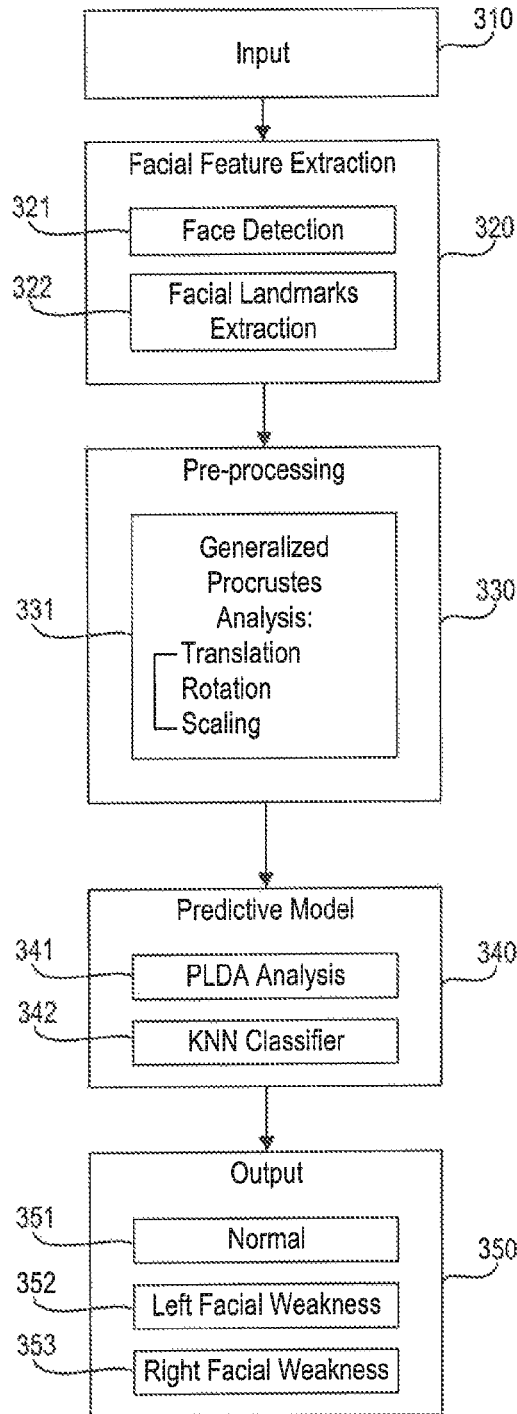 310
Input
Facial Feature Extraction
321
Face Detection
320
322
Facial Landmarks
Extraction
Pre-processing
Generalized
Procrustes
Analysis:
331
330
Translation
Rotation
Scaling
Predictive Model
341
PLDA Analysis
340
342
KNN Classifier
Output
351
Normal
350
352
Left Facial Weakness
353
Right Facial Weakness